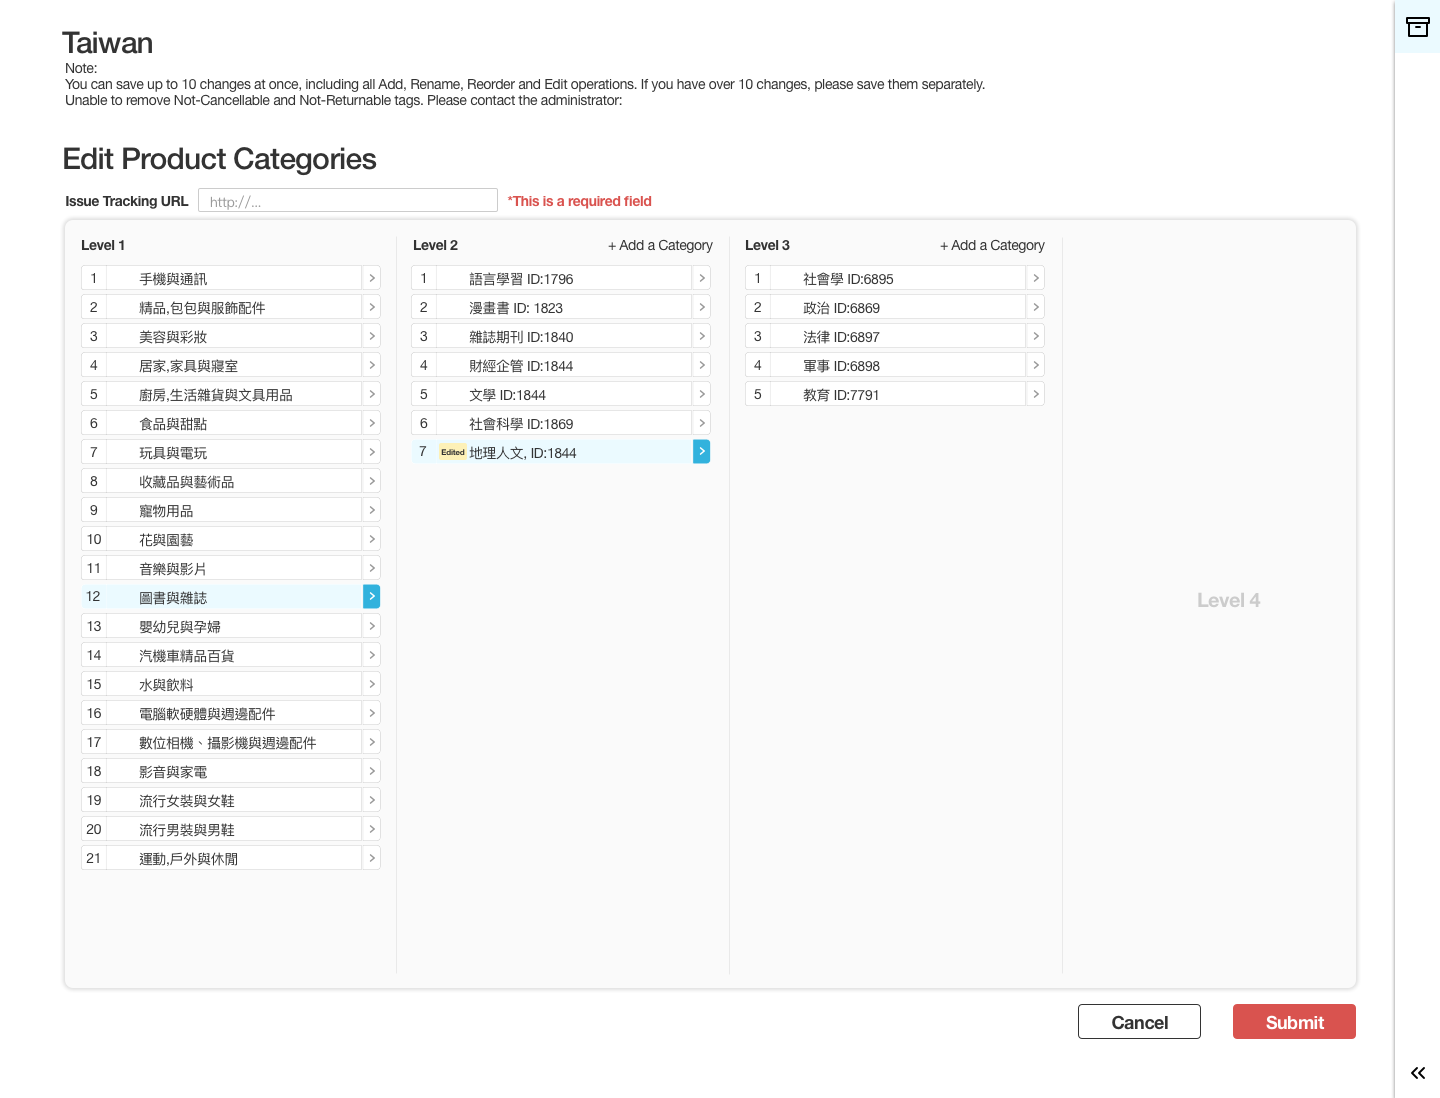 Taiwan
Note:
You can save up to 10 changes at once, including all Add, Rename, Reorder and Edit operations. If you have over 10 changes, please save them separately.
Unable to remove Not-Cancellable and Not-Returnable tags. Please contact the administrator:
Edit Product Categories
Issue Tracking URL http://... *This is a required field
Level 1
1 手機與通訊
2 精品,包包與服飾配件
3 美容與彩妝
4 居家,家具與寢室
5 廚房,生活雜貨與文具用品
6 食品與甜點
7 玩具與電玩
8 收藏品與藝術品
9 寵物用品
10 花與園藝
11 音樂與影片
12 圖書與雜誌
13 嬰幼兒與孕婦
14 汽機車精品百貨
15 水與飲料
16 電腦軟硬體與週邊配件
17 數位相機、攝影機與週邊配件
18 影音與家電
19 流行女裝與女鞋
20 流行男裝與男鞋
21 運動,戶外與休閒
Level 2 + Add a Category
1 語言學習 ID:1796
2 漫畫書 ID: 1823
3 雜誌期刊 ID:1840
4 財經企管 ID:1844
5 文學 ID:1844
6 社會科學 ID:1869
7 Edited 地理人文, ID:1844
Level 3 + Add a Category
1 社會學 ID:6895
2 政治 ID:6869
3 法律 ID:6897
4 軍事 ID:6898
5 教育 ID:7791
Level 4
Cancel Submit